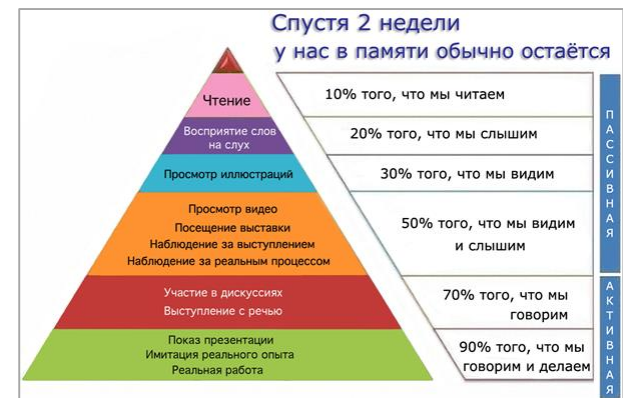 Спустя 2 недели
у нас в памяти обычно остаётся
Чтение
10% того, что мы читаем
Восприятие слов
на слух
20% того, что мы слышим
Просмотр иллюстраций
30% того, что мы видим
Просмотр видео
Посещение выставки
Наблюдение за выступлением
Наблюдение за реальным процессом
50% того, что мы видим
и слышим
Участие в дискуссиях
Выступление с речью
70% того, что мы
говорим
Показ презентации
Имитация реального опыта
Реальная работа
90% того, что мы
говорим и делаем
ПАССИВНАЯ
АКТИВНАЯ